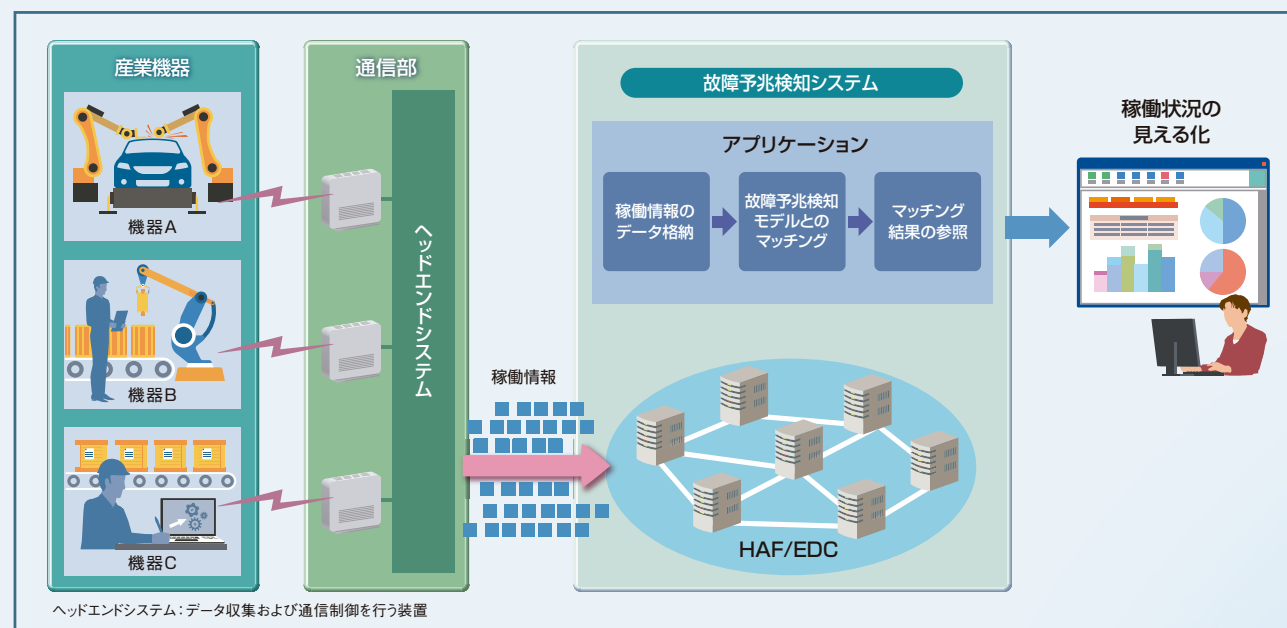 産業機器
機器A
機器B
機器C
通信部
ヘッドエンドシステム
稼働情報
故障予兆検知システム
アプリケーション
稼働情報の
データ格納
故障予兆検知
モデルとの
マッチング
マッチング
結果の参照
HAF/EDC
稼働状況の
見える化
ヘッドエンドシステム：データ収集および通信制御を行う装置